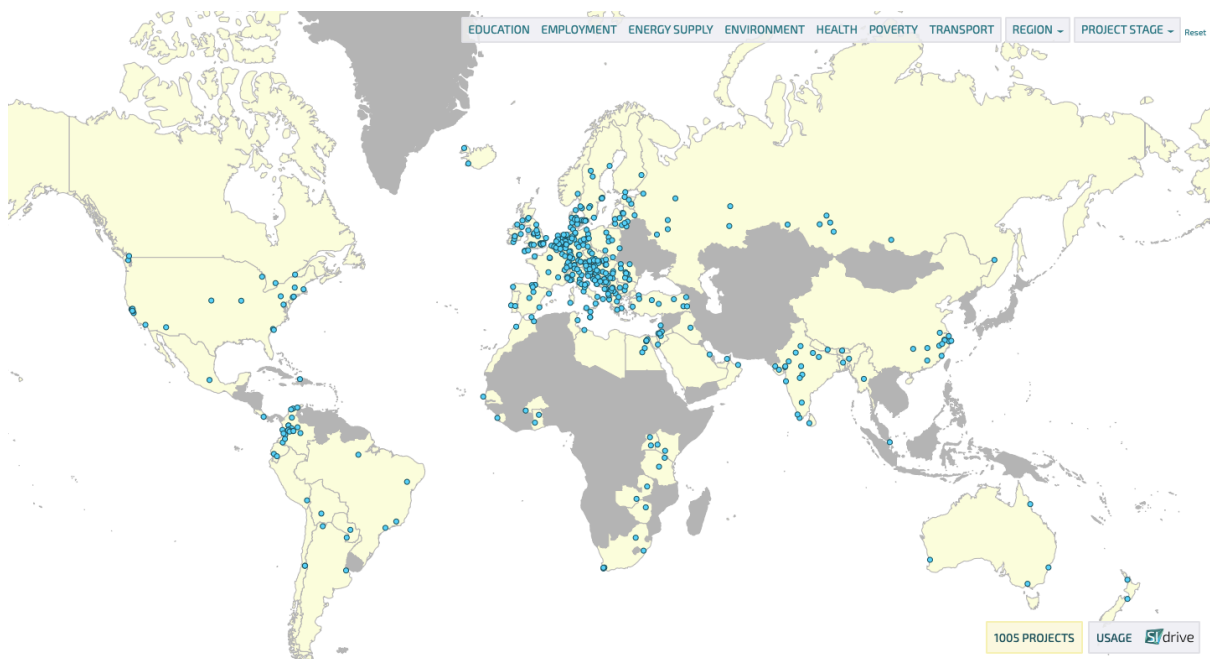 EDUCATION EMPLOYMENT ENERGY SUPPLY ENVIRONMENT HEALTH POVERTY TRANSPORT REGION PROJECT STAGE Reset
1005 PROJECTS USAGE SI drive